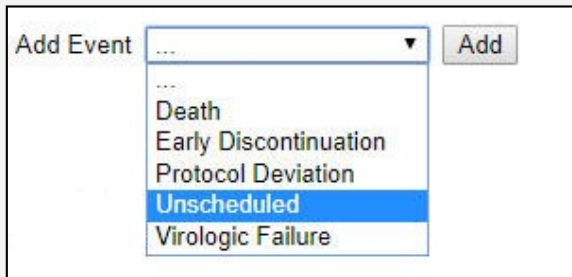 Add Event ... Add
...
Death
Early Discontinuation
Protocol Deviation
Unscheduled
Virologic Failure